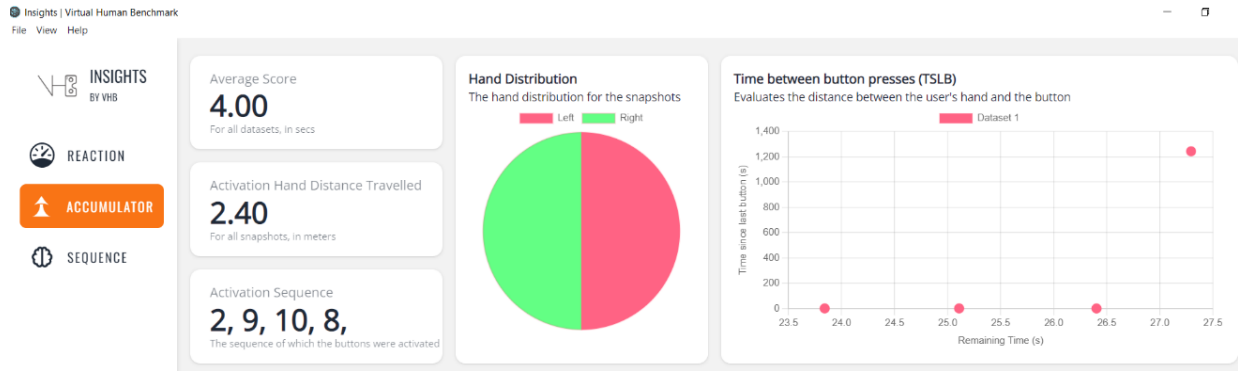 Insights | Virtual Human Benchmark
File View Help
INSIGHTS
BY VHB
REACTION
ACCUMULATOR
SEQUENCE
Average Score
4.00
For all datasets, in secs
Activation Hand Distance Travelled
2.40
For all snapshots, in meters
Activation Sequence
2, 9, 10, 8,
The sequence of which the buttons were activated
Hand Distribution
The hand distribution for the snapshots
Left Right
Time between button presses (TSLB)
Evaluates the distance between the user's hand and the button
Dataset 1
Time since last button (s)
1,400
1,200
1,000
800
600
400
200
0
23.5 24.0 24.5 25.0 25.5 26.0 26.5 27.0 27.5
Remaining Time (s)